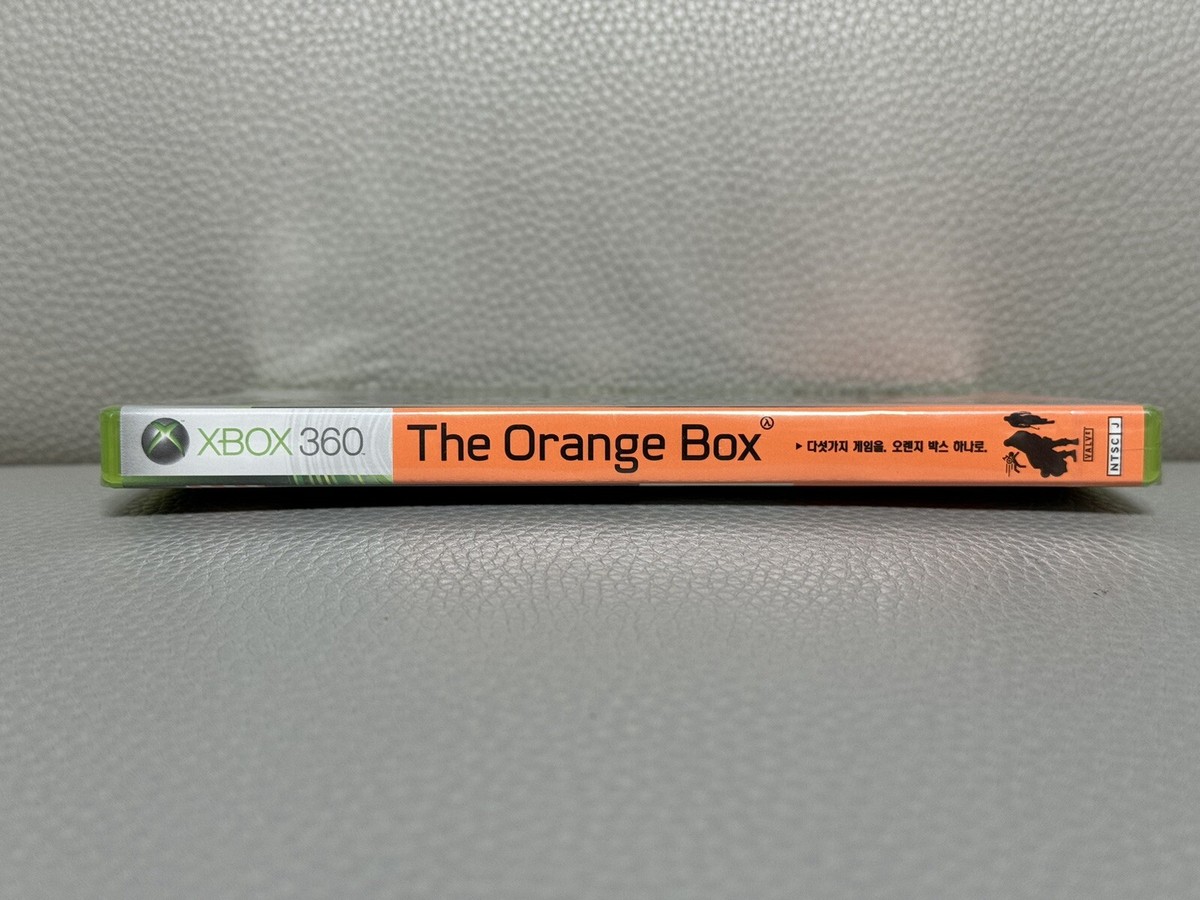 XBOX 360
The Orange Box
▶ 다섯가지 게임을, 오렌지 박스 하나로.
VALVE
NTSC J